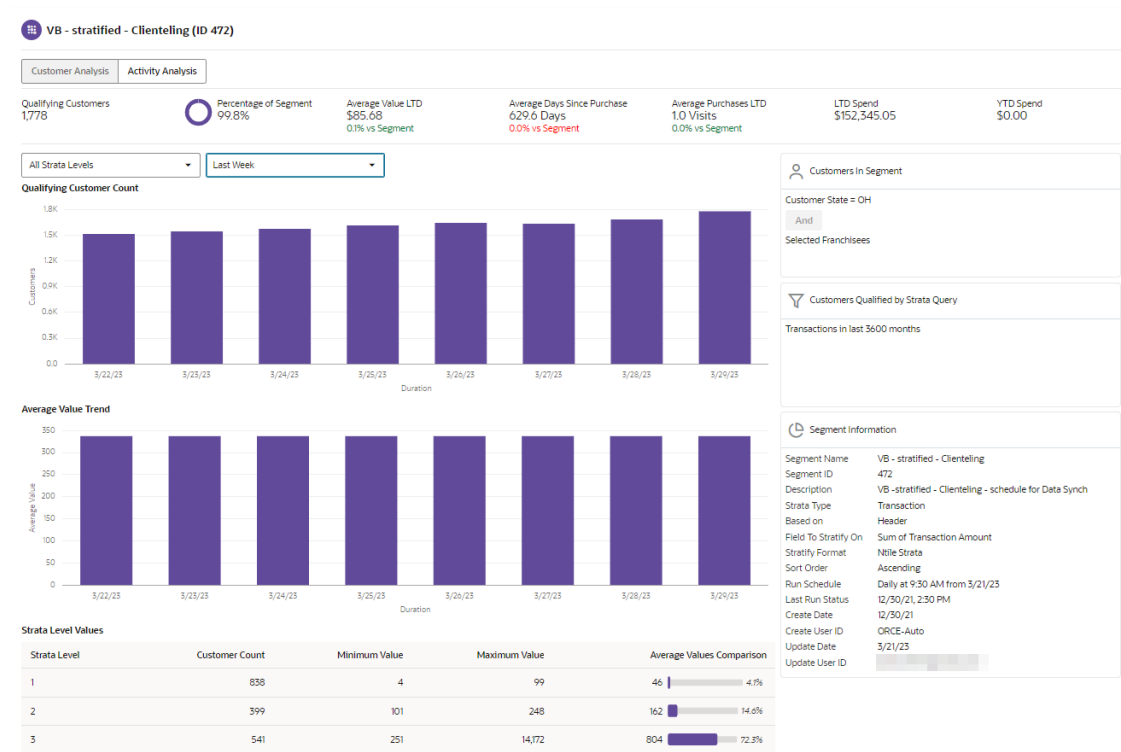 VB - stratified - Clienteling (ID 472)
Customer Analysis Activity Analysis
Qualifying Customers
1,778
Percentage of Segment
99.8%
Average Value LTD
$85.68
0.1% vs Segment
Average Days Since Purchase
629.6 Days
0.0% vs Segment
Average Purchases LTD
1.0 Visits
0.0% vs Segment
LTD Spend
$152,345.05
YTD Spend
$0.00
All Strata Levels Last Week
Qualifying Customer Count
1.8K
1.5K
1.2K
0.9K
0.6K
0.3K
0.0
Customers
3/22/23 3/23/23 3/24/23 3/25/23 3/26/23 3/27/23 3/28/23 3/29/23
Duration
Average Value Trend
350
300
250
200
150
100
50
0
Average Value
3/22/23 3/23/23 3/24/23 3/25/23 3/26/23 3/27/23 3/28/23 3/29/23
Duration
Strata Level Values
Strata Level Customer Count Minimum Value Maximum Value Average Values Comparison
1 838 4 99 46 4.1%
2 399 101 248 162 14.6%
3 541 251 14,172 804 72.3%
Customers In Segment
Customer State = OH
And
Selected Franchisees
Customers Qualified by Strata Query
Transactions in last 3600 months
Segment Information
Segment Name VB - stratified - Clienteling
Segment ID 472
Description VB -stratified - Clienteling - schedule for Data Synch
Strata Type Transaction
Based on Header
Field To Stratify On Sum of Transaction Amount
Stratify Format Ntile Strata
Sort Order Ascending
Run Schedule Daily at 9:30 AM from 3/21/23
Last Run Status 12/30/21, 2:30 PM
Create Date 12/30/21
Create User ID ORCE-Auto
Update Date 3/21/23
Update User ID